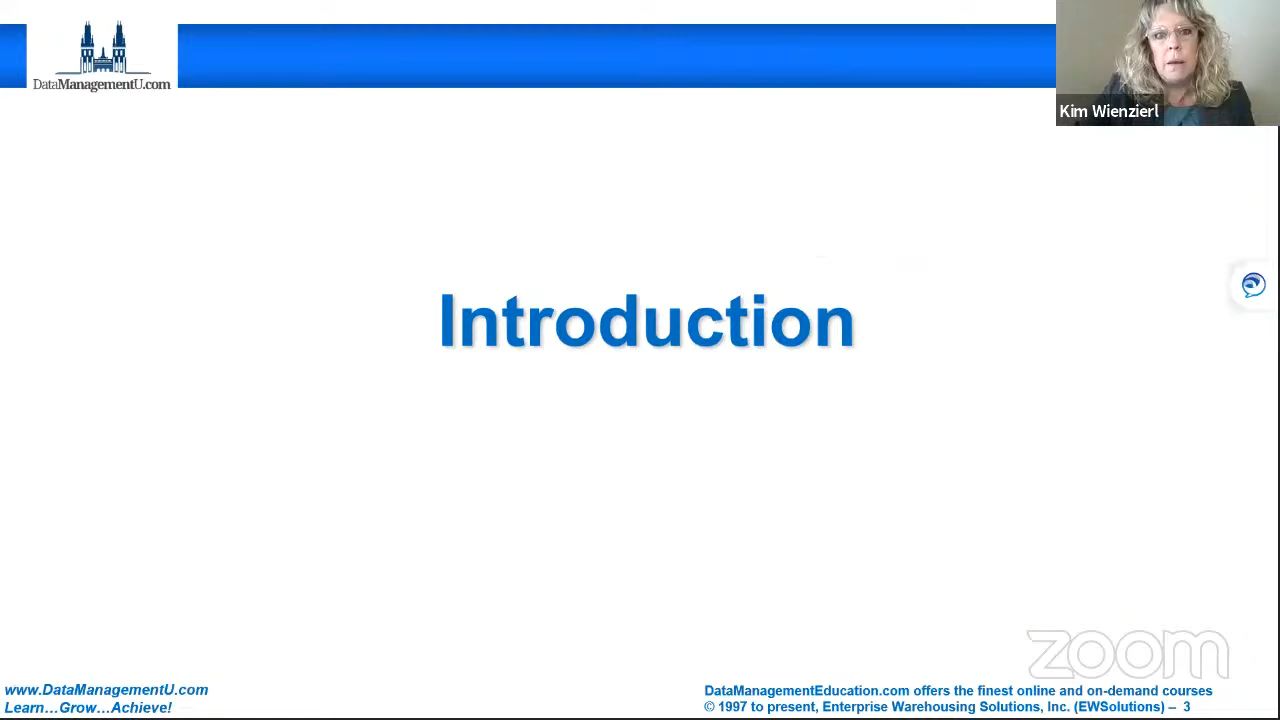 DataManagementU.com
Kim Wienzierl
Introduction
zoom
www.DataManagementU.com
Learn…Grow…Achieve!
DataManagementEducation.com offers the finest online and on-demand courses
© 1997 to present, Enterprise Warehousing Solutions, Inc. (EWSolutions) – 3